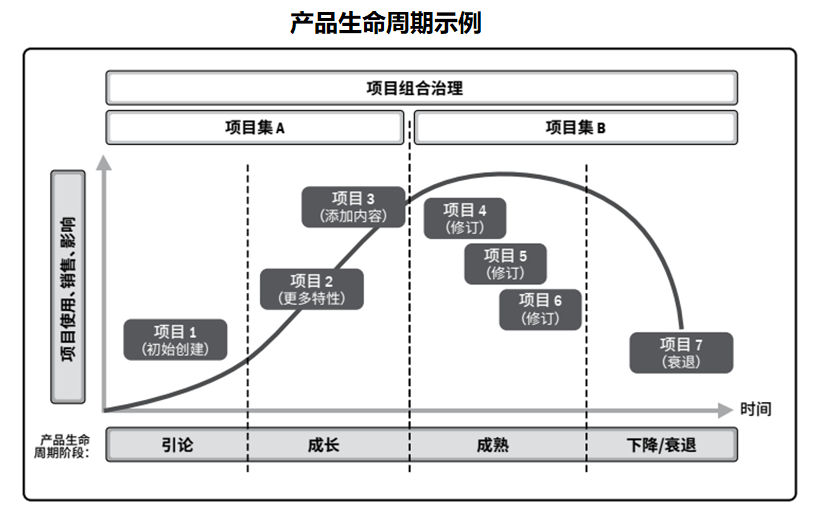 产品生命周期示例
项目组合治理
项目集 A
项目集 B
项目使用、销售、影响
项目 3
（添加内容）
项目 4
（修订）
项目 5
（修订）
项目 2
（更多特性）
项目 6
（修订）
项目 1
（初始创建）
项目 7
（衰退）
时间
产品生命
周期阶段：
引论
成长
成熟
下降/衰退